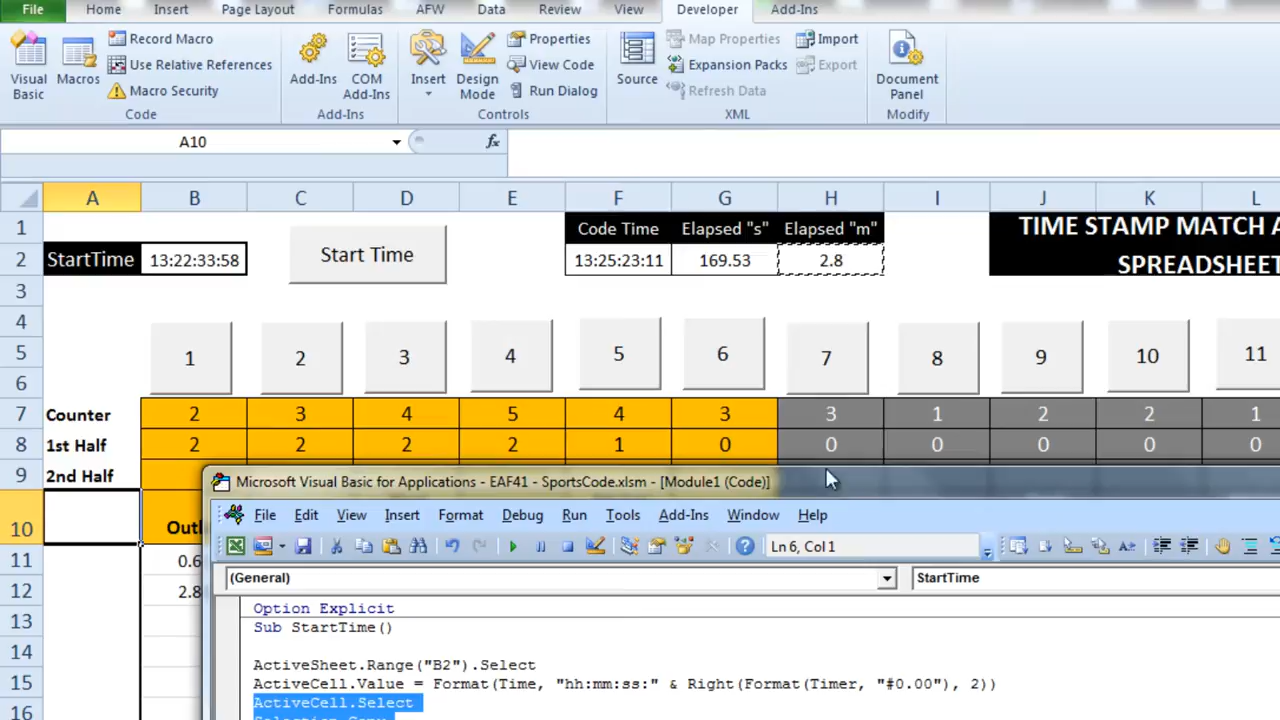 File Home Insert Page Layout Formulas AFW Data Review View Developer Add-Ins
Visual Basic
Macros
Record Macro
Use Relative References
Macro Security
Code
Add-Ins
COM Add-Ins
Add-Ins
Insert
Design Mode
Properties
View Code
Run Dialog
Controls
Source
Map Properties
Expansion Packs
Refresh Data
Import
Export
XML
Document Panel
Modify
A10 fx
A B C D E F G H I J K L
1 Code Time Elapsed "s" Elapsed "m" TIME STAMP MATCH A
2 StartTime 13:22:33:58 Start Time 13:25:23:11 169.53 2.8 SPREADSHEET
3
4
5 1 2 3 4 5 6 7 8 9 10 11
6
7 Counter 2 3 4 5 4 3 3 1 2 2 1
8 1st Half 2 2 2 2 1 0 0 0 0 0 0
9 2nd Half
Microsoft Visual Basic for Applications - EAF41 - SportsCode.xlsm - [Module1 (Code)]
File Edit View Insert Format Debug Run Tools Add-Ins Window Help
10
Ln 6, Col 1
11 0.6
(General) StartTime
12 2.8
Option Explicit
13 Sub StartTime()
14
ActiveSheet.Range("B2").Select
15 ActiveCell.Value = Format(Time, "hh:mm:ss:" & Right(Format(Timer, "#0.00"), 2))
ActiveCell.Select
16